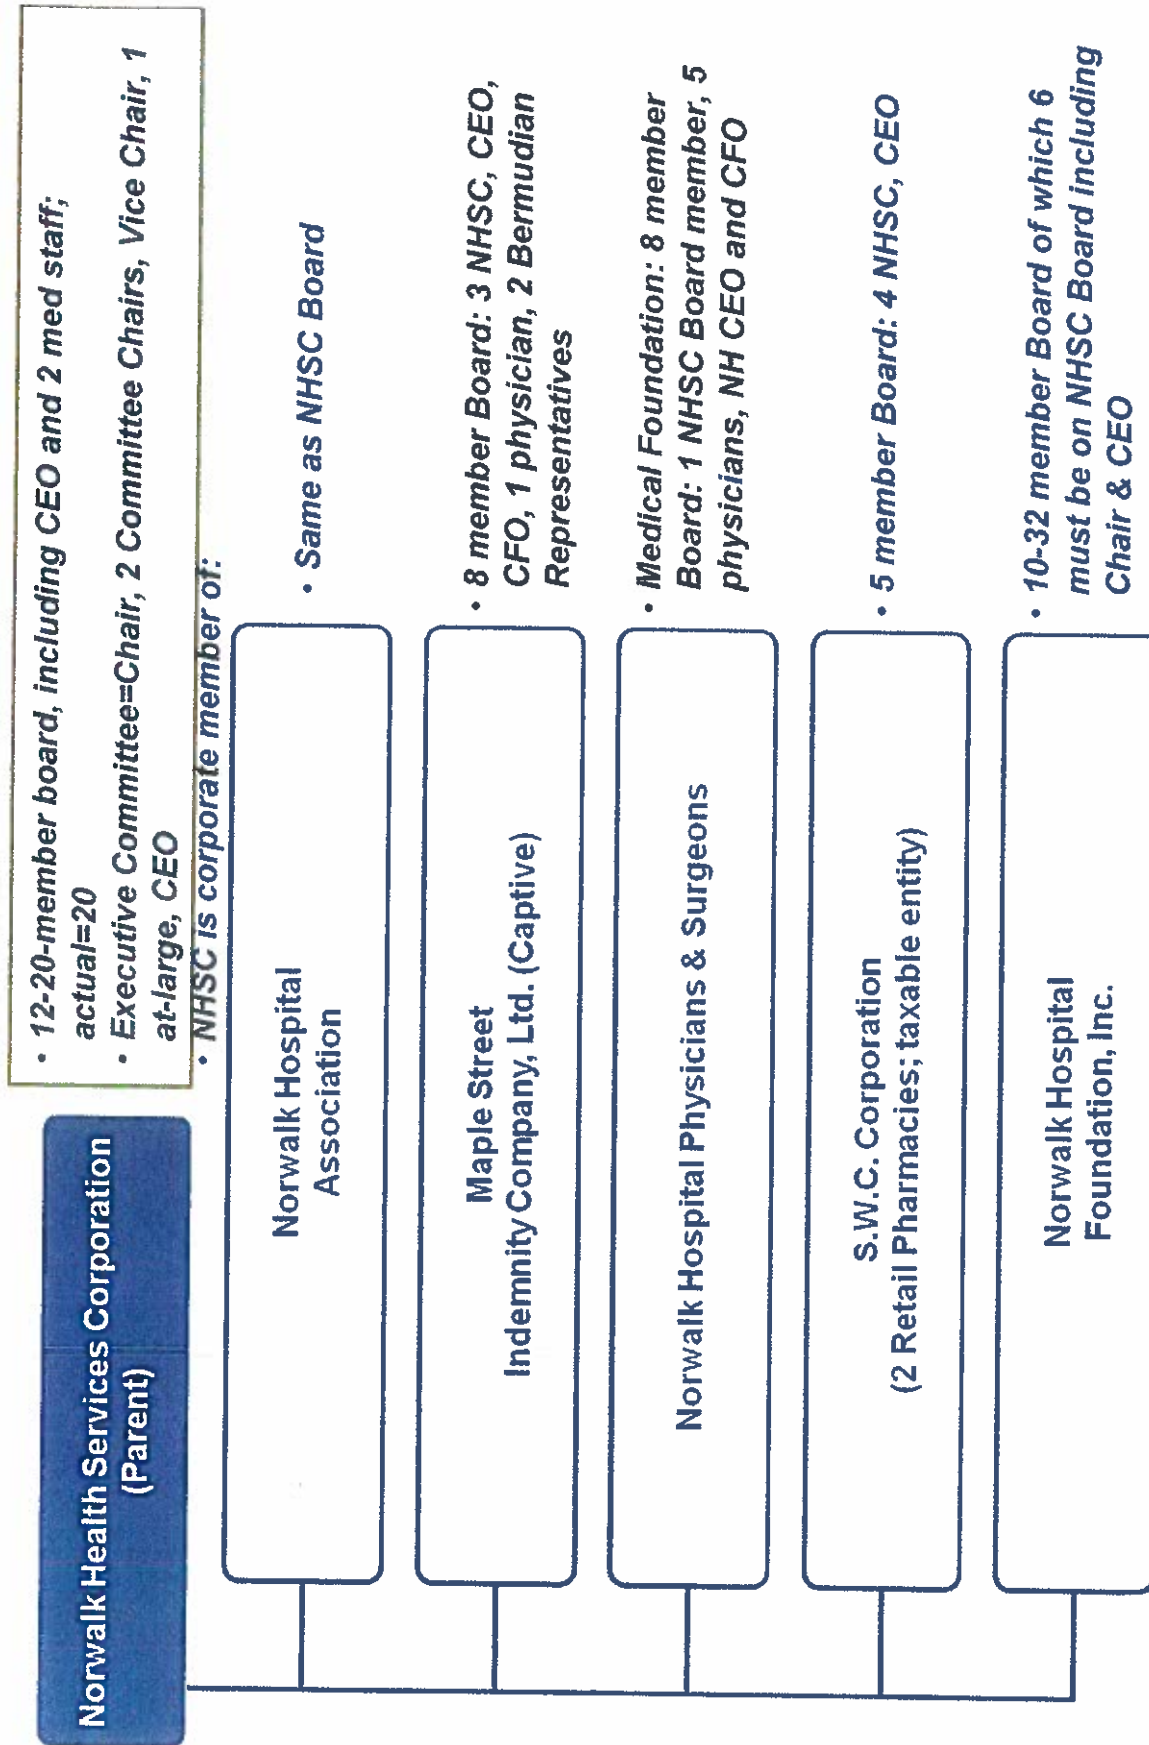 Norwalk Health Services Corporation
(Parent)
• 12-20-member board, including CEO and 2 med staff;
actual=20
• Executive Committee=Chair, 2 Committee Chairs, Vice Chair, 1
at-large, CEO
• NHSC is corporate member of:
Norwalk Hospital
Association
• Same as NHSC Board
Maple Street
Indemnity Company, Ltd. (Captive)
• 8 member Board: 3 NHSC, CEO,
CFO, 1 physician, 2 Bermudian
Representatives
Norwalk Hospital Physicians & Surgeons
• Medical Foundation: 8 member
Board: 1 NHSC Board member, 5
physicians, NH CEO and CFO
S.W.C. Corporation
(2 Retail Pharmacies; taxable entity)
• 5 member Board: 4 NHSC, CEO
Norwalk Hospital
Foundation, Inc.
• 10-32 member Board of which 6
must be on NHSC Board including
Chair & CEO